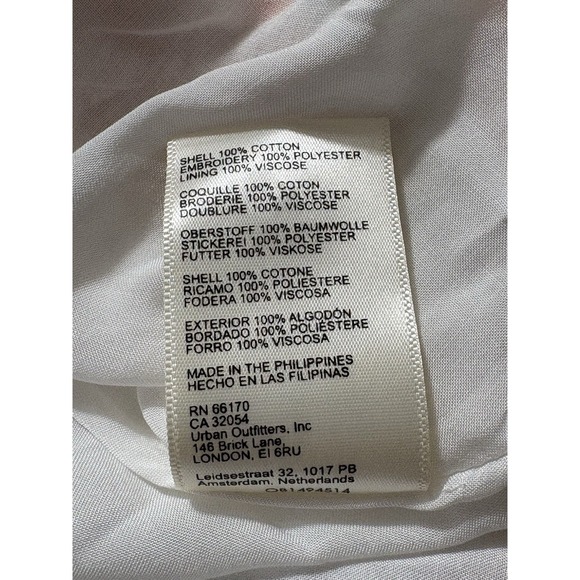 SHELL 100% COTTON
EMBROIDERY 100% POLYESTER
LINING 100% VISCOSE
COQUILLE 100% COTON
BRODERIE 100% POLYESTER
DOUBLURE 100% VISCOSE
OBERSTOFF 100% BAUMWOLLE
STICKEREI 100% POLYESTER
FUTTER 100% VISKOSE
SHELL 100% COTONE
RICAMO 100% POLIESTERE
FODERA 100% VISCOSA
EXTERIOR 100% ALGODÓN
BORDADO 100% POLIÉSTERE
FORRO 100% VISCOSA
MADE IN THE PHILIPPINES
HECHO EN LAS FILIPINAS
RN 66170
CA 32054
Urban Outfitters, Inc
146 Brick Lane,
LONDON, EI 6RU
Leidsestraat 32, 1017 PB
Amsterdam, Netherlands